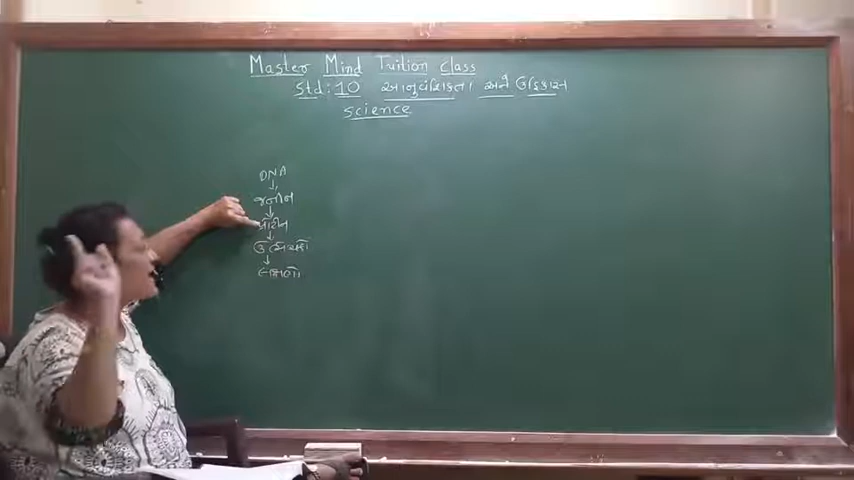 Master Mind Tuition Class
Std: 10 આનુવંશિકતા અને ઉદ્વિકાસ
Science
DNA
↓
જનીન
↓
પ્રોટીન
↓
ઉત્સેચકો
↓
લક્ષણો